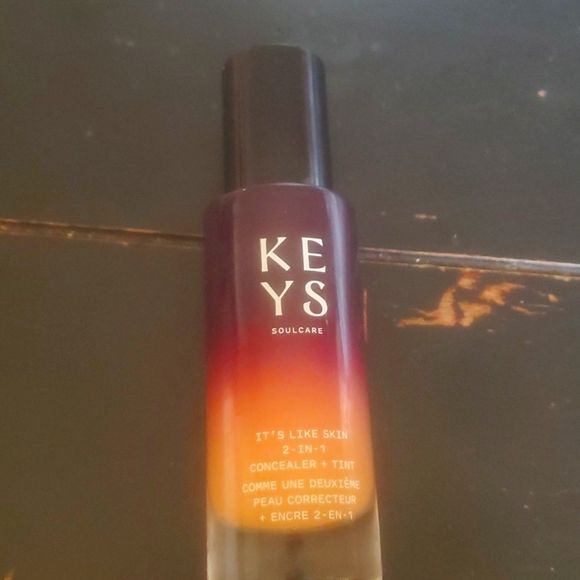 KE
YS
SOULCARE
IT'S LIKE SKIN
2-IN-1
CONCEALER + TINT
COMME UNE DEUXIÈME
PEAU CORRECTEUR
+ ENCRE 2-EN-1